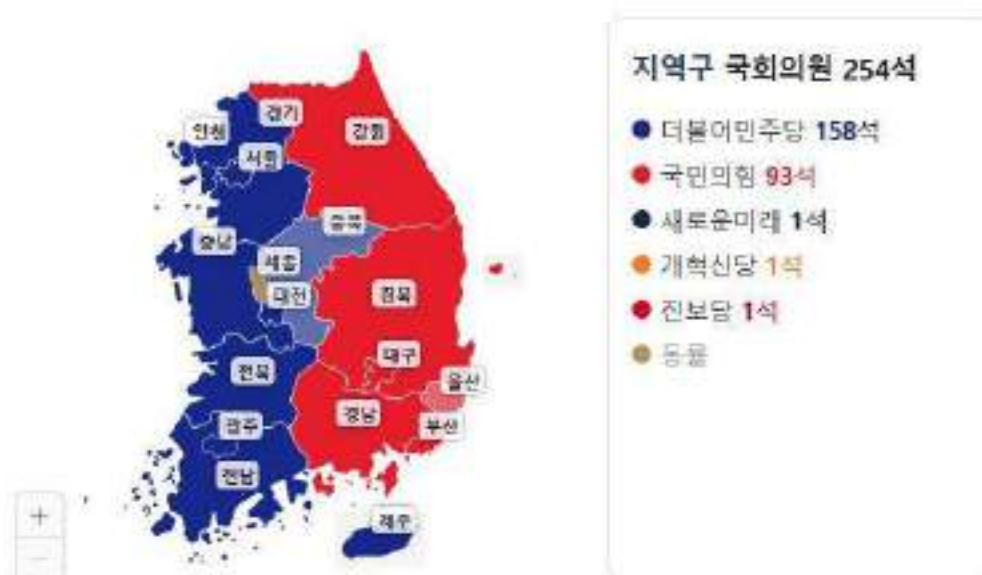 지역구 국회의원 254석
더불어민주당 158석
국민의힘 93석
새로운미래 1석
개혁신당 1석
진보당 1석
동률
경기
인천
강원
서울
충북
충남
세종
대전
경북
대구
전북
울산
경남
광주
부산
전남
제주
+
−